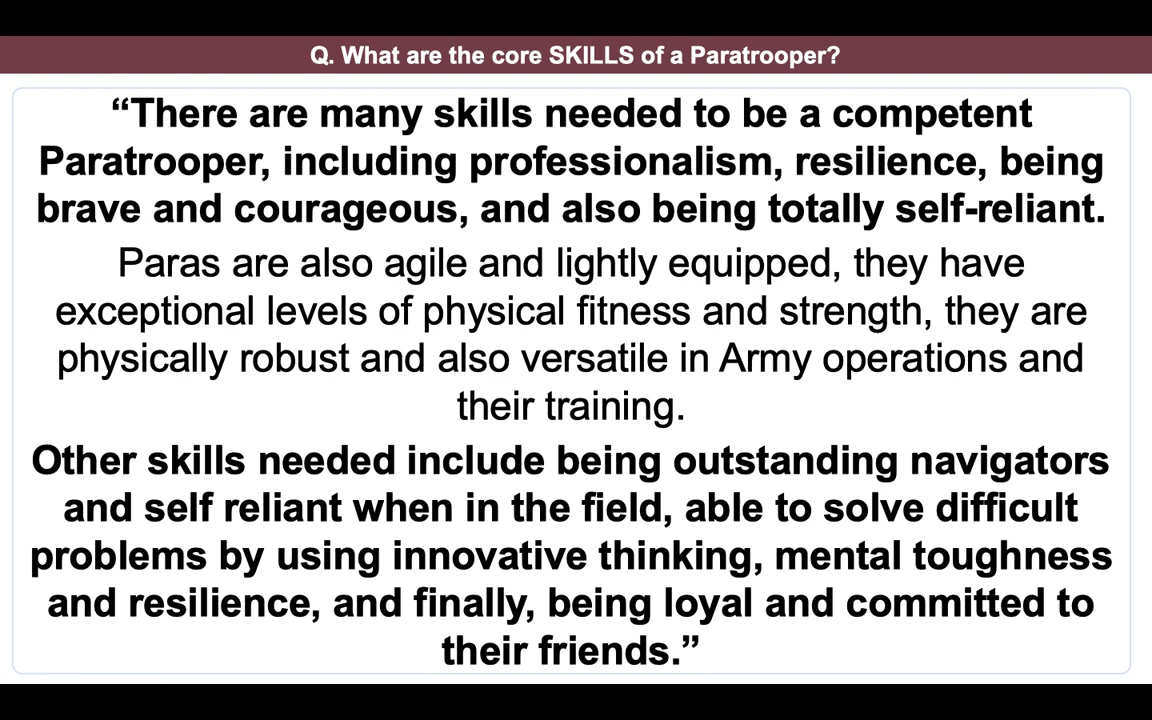 Q. What are the core SKILLS of a Paratrooper?
“There are many skills needed to be a competent
Paratrooper, including professionalism, resilience, being
brave and courageous, and also being totally self-reliant.
Paras are also agile and lightly equipped, they have
exceptional levels of physical fitness and strength, they are
physically robust and also versatile in Army operations and
their training.
Other skills needed include being outstanding navigators
and self reliant when in the field, able to solve difficult
problems by using innovative thinking, mental toughness
and resilience, and finally, being loyal and committed to
their friends.”